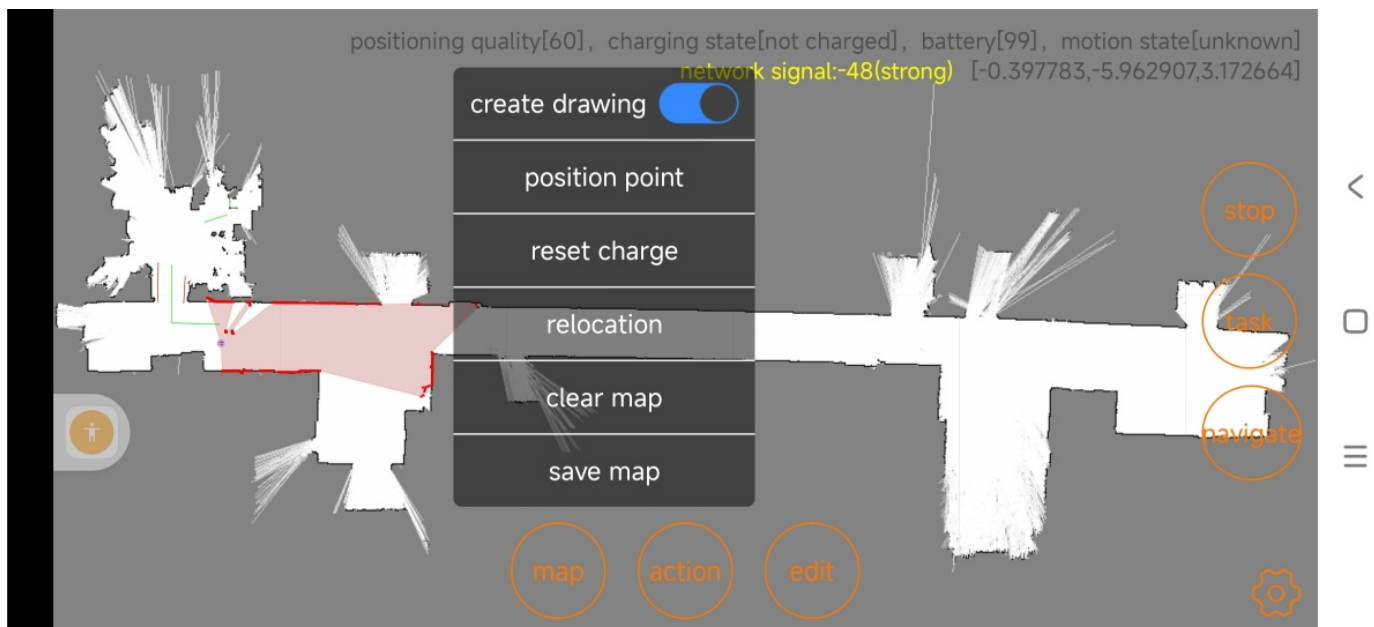 positioning quality[60], charging state[not charged], battery[99], motion state[unknown]
network signal:-48(strong) [-0.397783,-5.962907,3.172664]
create drawing
position point
reset charge
relocation
clear map
save map
stop
task
navigate
map
action
edit